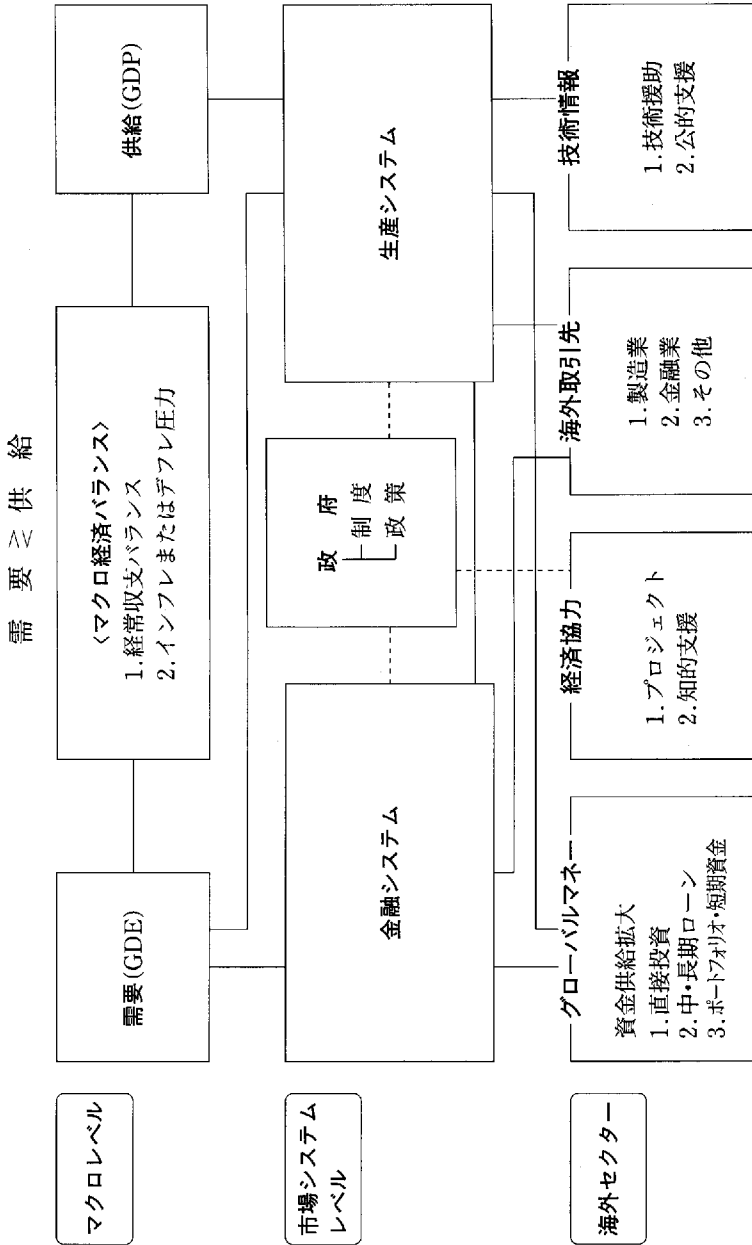 需要≷供給
マクロレベル
需要(GDE)
〈マクロ経済バランス〉
1.経常収支バランス
2.インフレまたはデフレ圧力
供給(GDP)
市場システム
レベル
金融システム
政府
制度
政策
生産システム
海外セクター
グローバルマネー
資金供給拡大
1.直接投資
2.中・長期ローン
3.ポートフォリオ・短期資金
経済協力
1.プロジェクト
2.知的支援
海外取引先
1.製造業
2.金融業
3.その他
技術情報
1.技術援助
2.公的支援